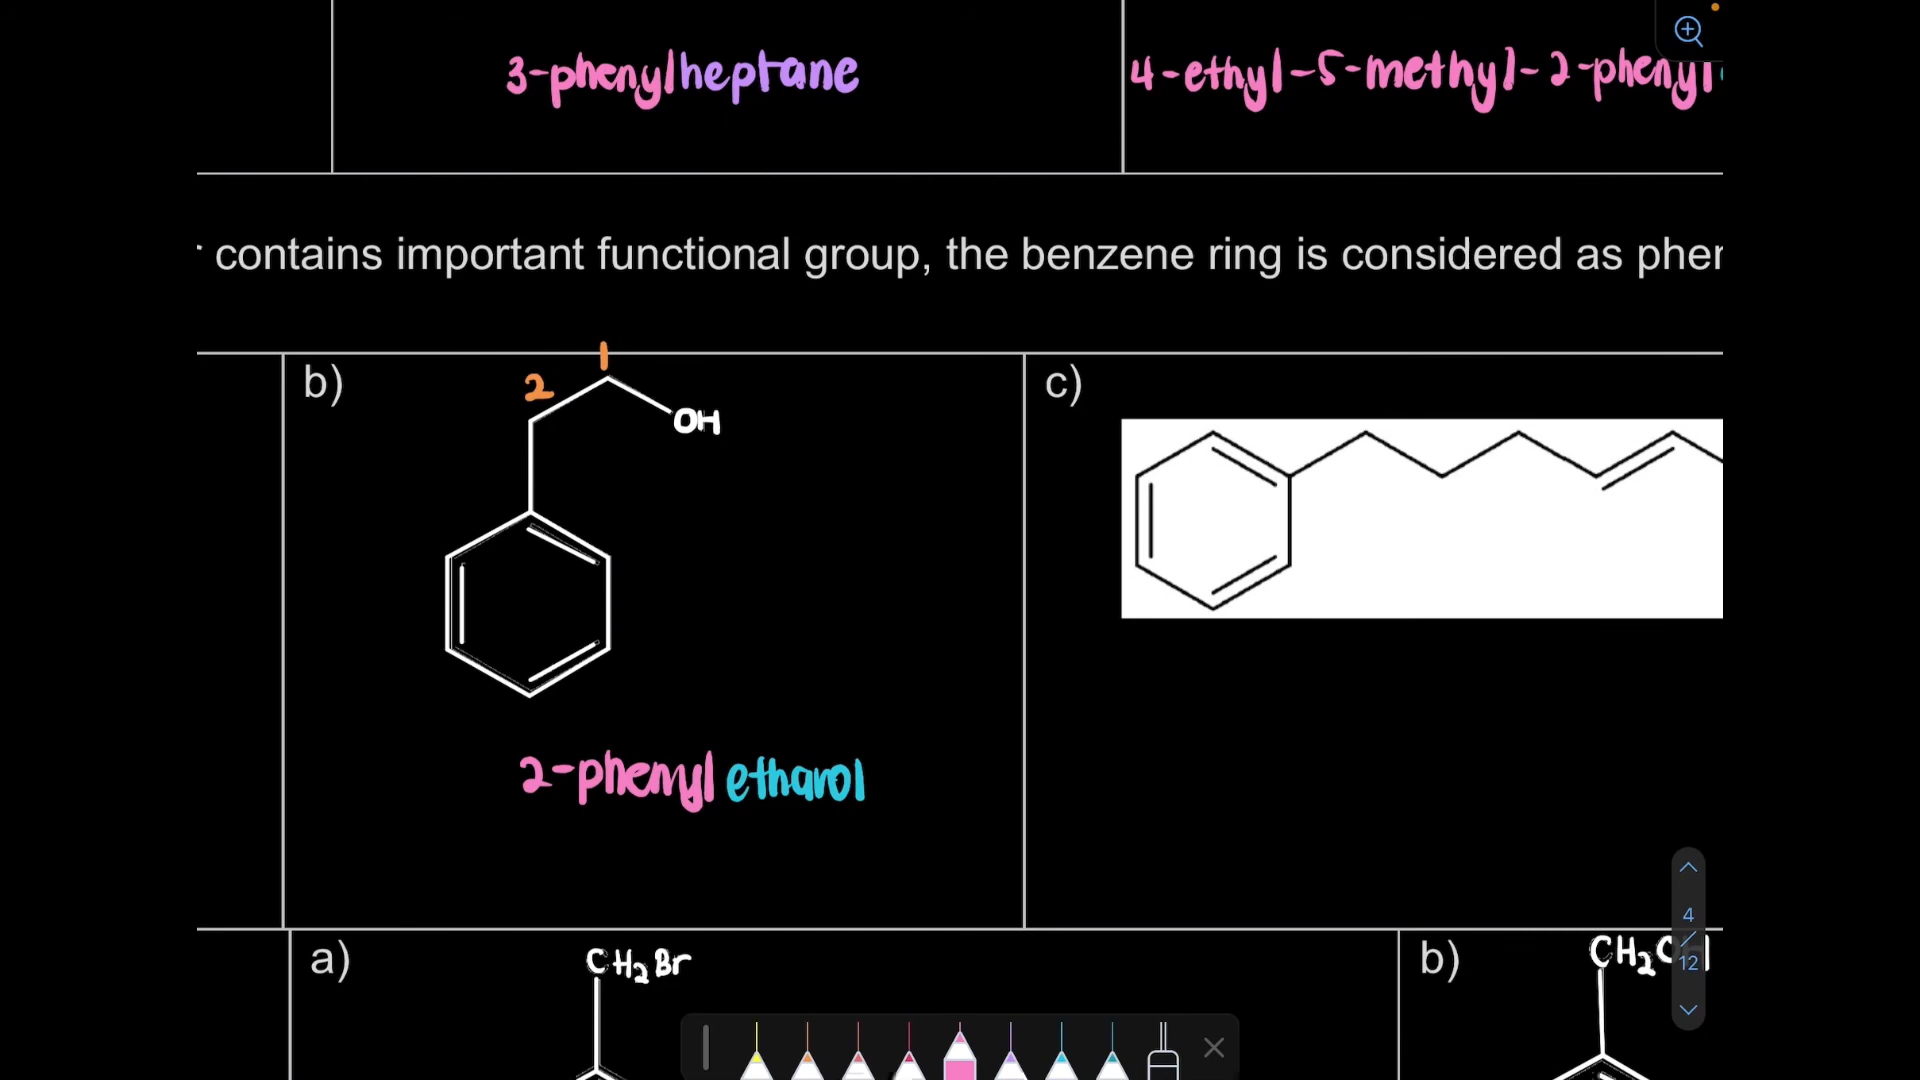 3-phenylheptane
4-ethyl-5-methyl-2-phenyl
contains important functional group, the benzene ring is considered as phen
b)
1
2
OH
c)
2-phenyl ethanol
4
12
a)
CH2Br
b)